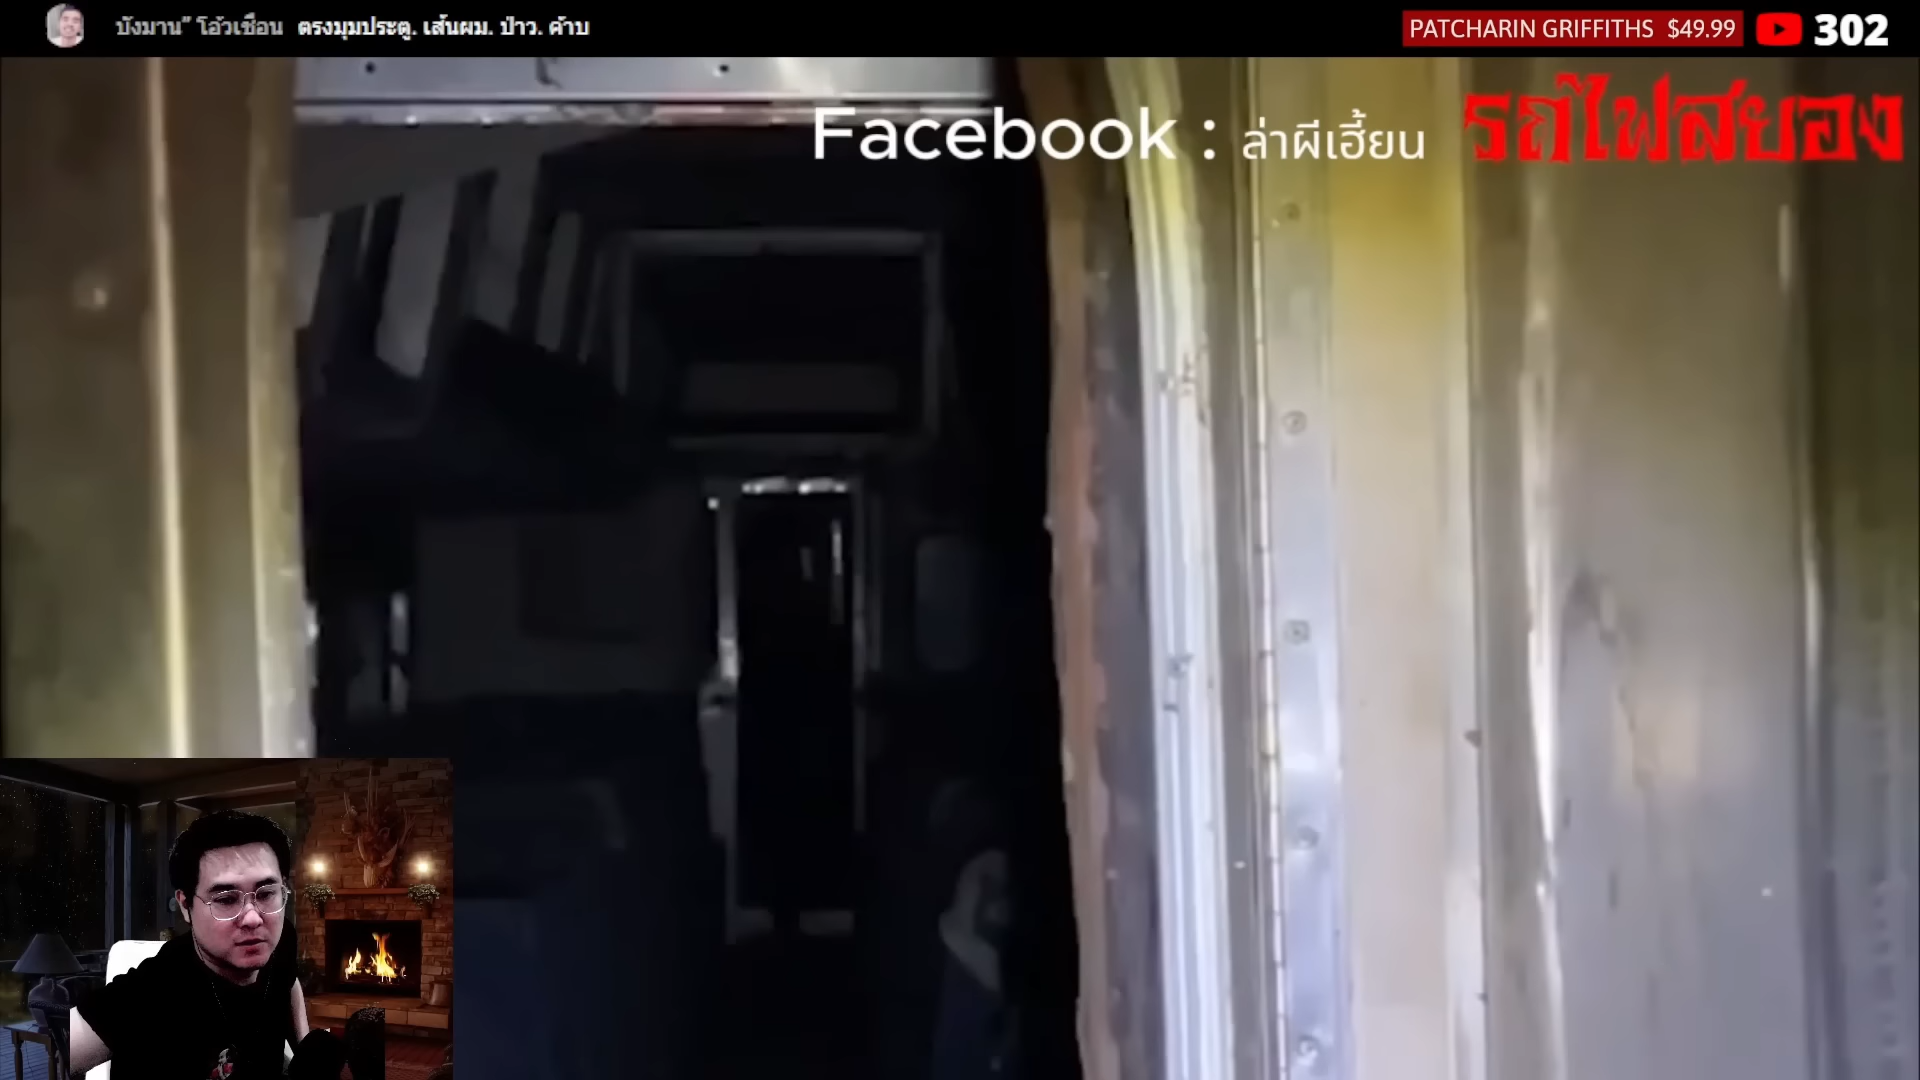 บังมาน" โอ้วเซื่อน ตรงมุมประตู. เส้นผม. ป่าว. ค้าบ
PATCHARIN GRIFFITHS $49.99
302
Facebook : ล่าผีเฮี้ยน
รถไฟสยอง